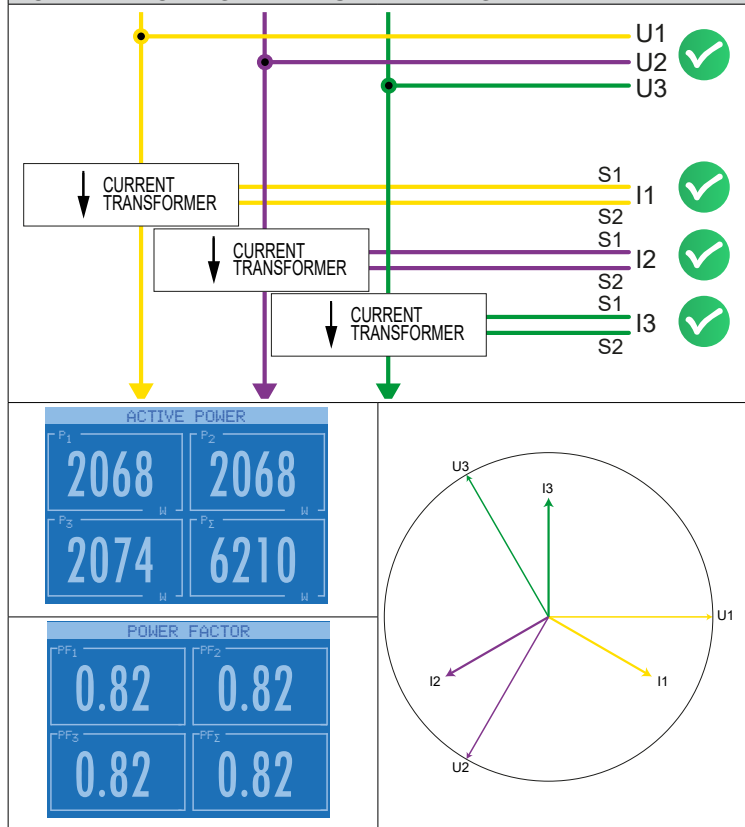 U1
U2
U3
CURRENT
TRANSFORMER
S1
I1
S2
CURRENT
TRANSFORMER
S1
I2
S2
CURRENT
TRANSFORMER
S1
I3
S2
ACTIVE POWER
P1
2068
W
P2
2068
W
P3
2074
W
PΣ
6210
W
POWER FACTOR
PF1
0.82
PF2
0.82
PF3
0.82
PFΣ
0.82
U3
I3
U1
I1
I2
U2